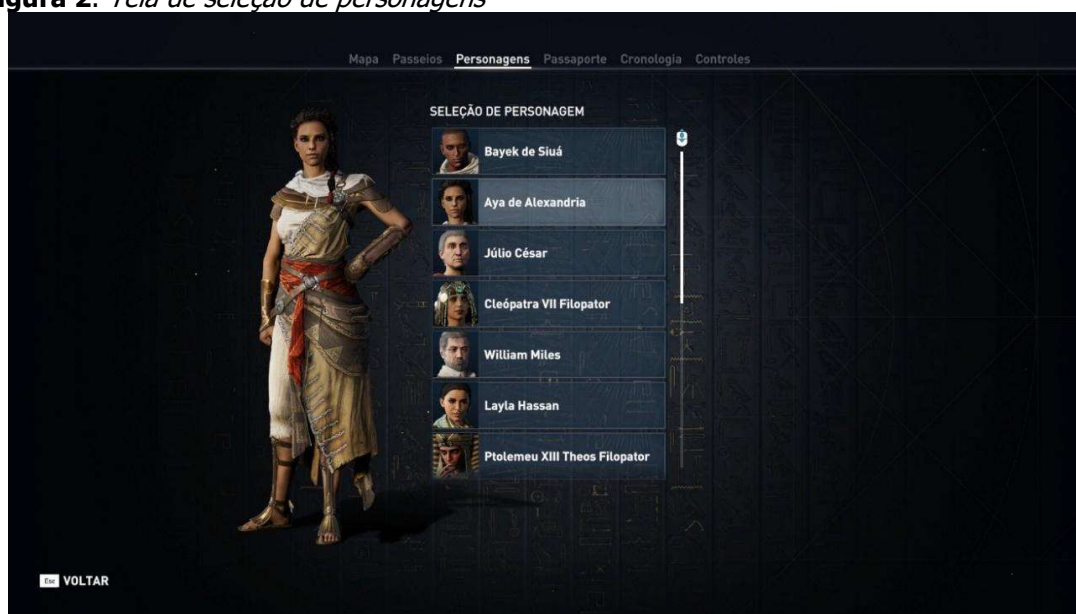 gura 2. Tela de seleção de personagens
Mapa Passeios Personagens Passaporte Cronologia Controles
SELEÇÃO DE PERSONAGEM
Bayek de Siuá
Aya de Alexandria
Júlio César
Cleópatra VII Filopator
William Miles
Layla Hassan
Ptolemeu XIII Theos Filopator
Esc VOLTAR